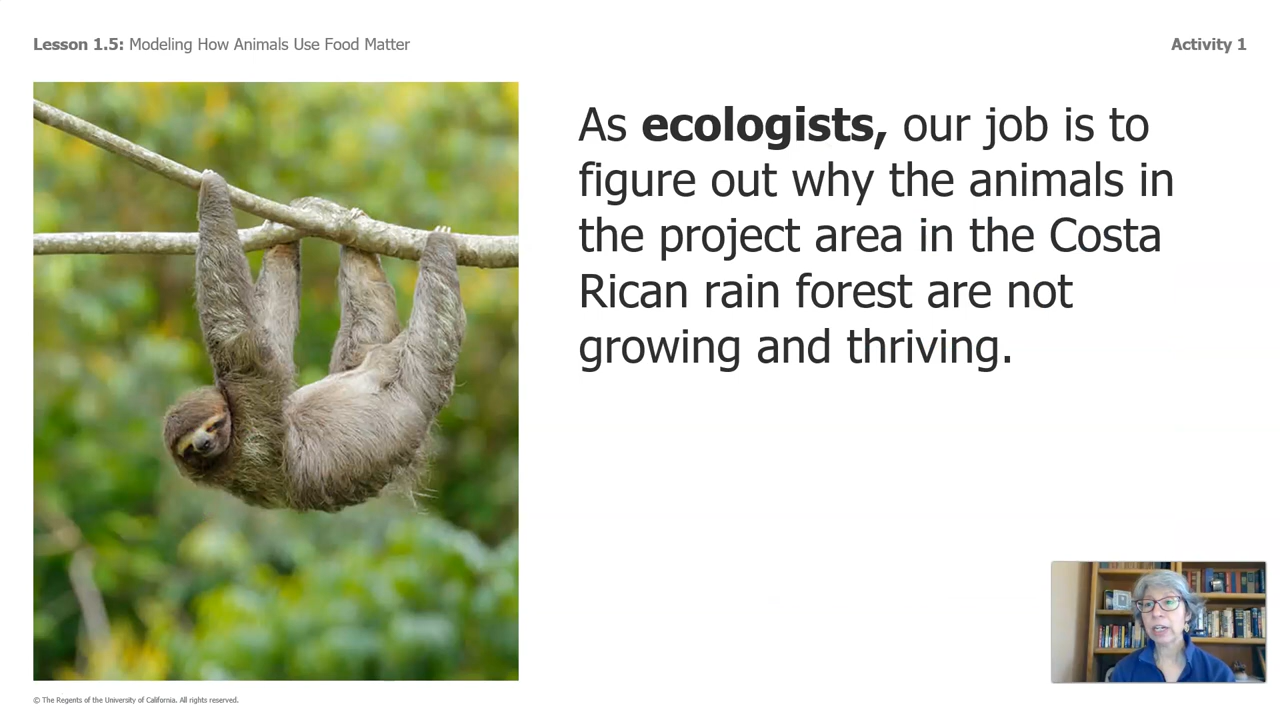 Lesson 1.5: Modeling How Animals Use Food Matter
Activity 1
As ecologists, our job is to
figure out why the animals in
the project area in the Costa
Rican rain forest are not
growing and thriving.
© The Regents of the University of California. All rights reserved.